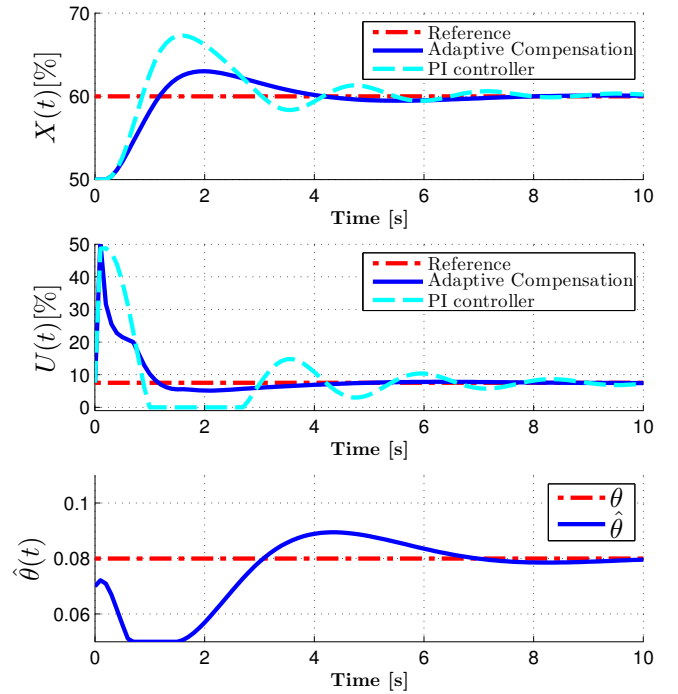 70
60
50
X(t)[%]
Reference
Adaptive Compensation
PI controller
0 2 4 6 8 10
Time [s]
50
40
30
20
10
0
U(t)[%]
Reference
Adaptive Compensation
PI controller
0 2 4 6 8 10
Time [s]
0.1
0.08
0.06
θ̂(t)
θ
θ̂
0 2 4 6 8 10
Time [s]